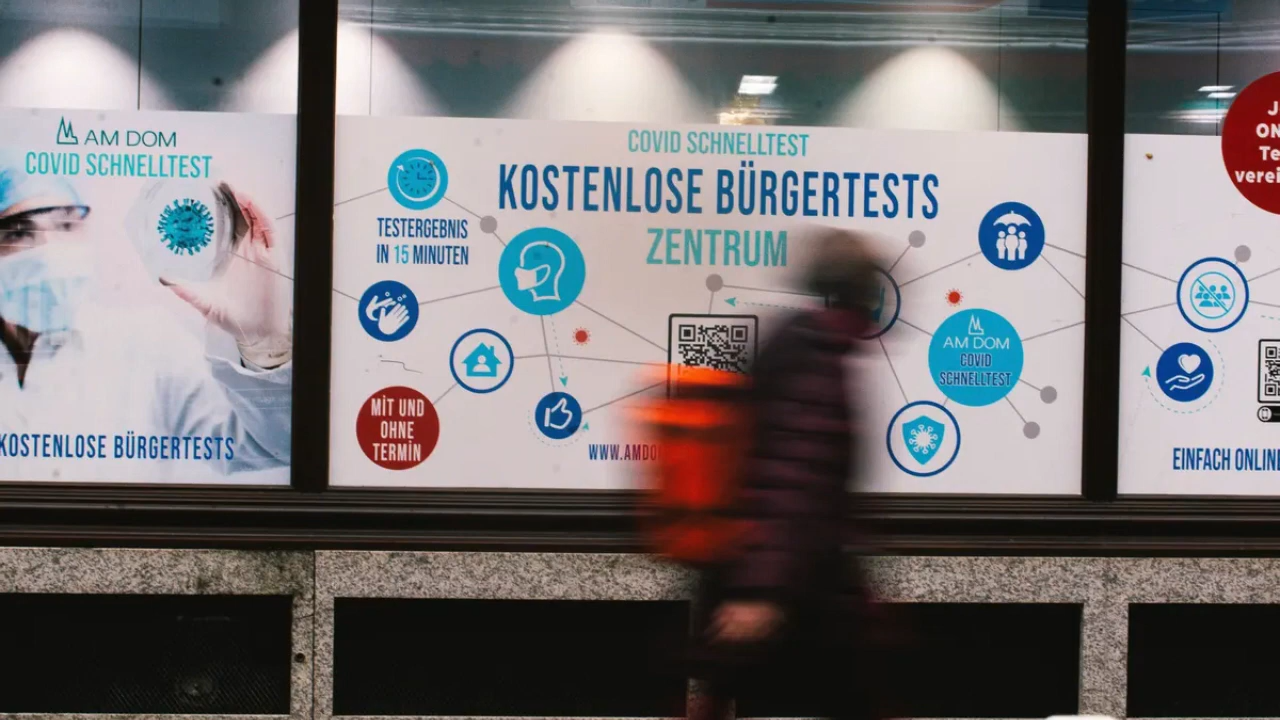 AM DOM
COVID SCHNELLTEST
KOSTENLOSE BÜRGERTESTS
COVID SCHNELLTEST
KOSTENLOSE BÜRGERTESTS
ZENTRUM
TESTERGEBNIS
IN 15 MINUTEN
MIT UND
OHNE
TERMIN
AM DOM
COVID
SCHNELLTEST
EINFACH